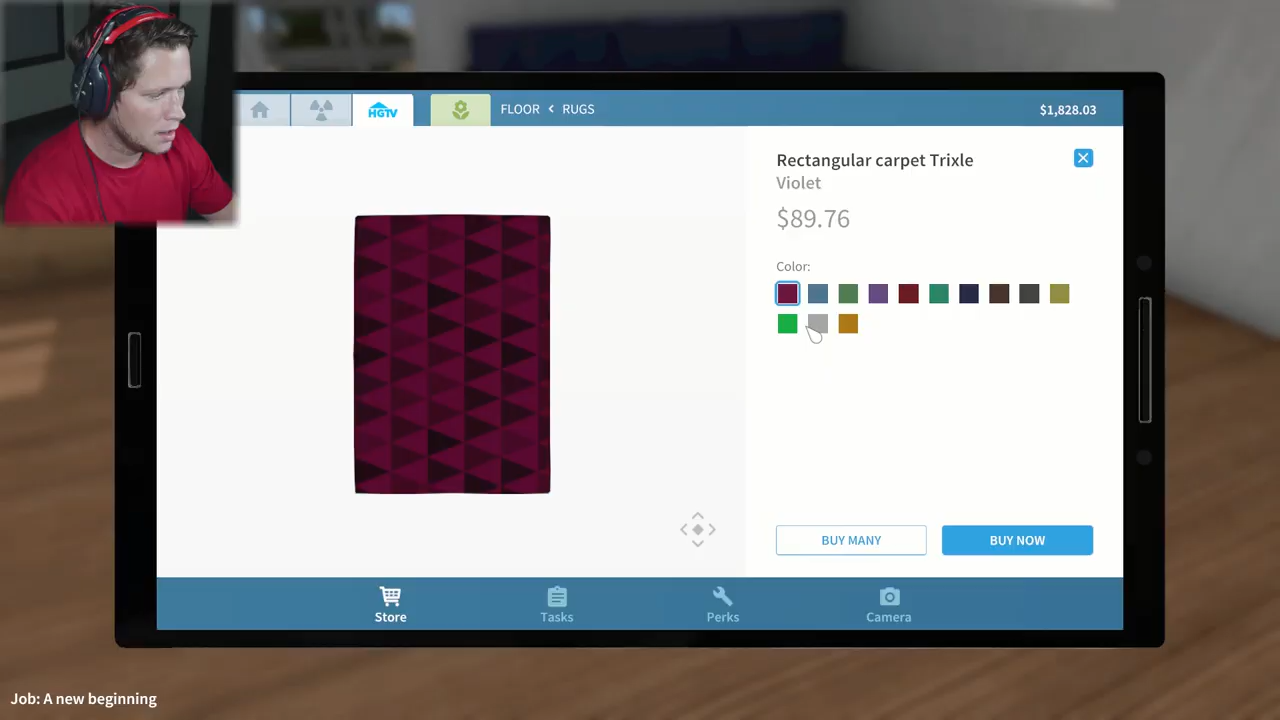 HGTV
FLOOR < RUGS
$1,828.03
Rectangular carpet Trixle
Violet
$89.76
Color:
BUY MANY
BUY NOW
Store
Tasks
Perks
Camera
Job: A new beginning